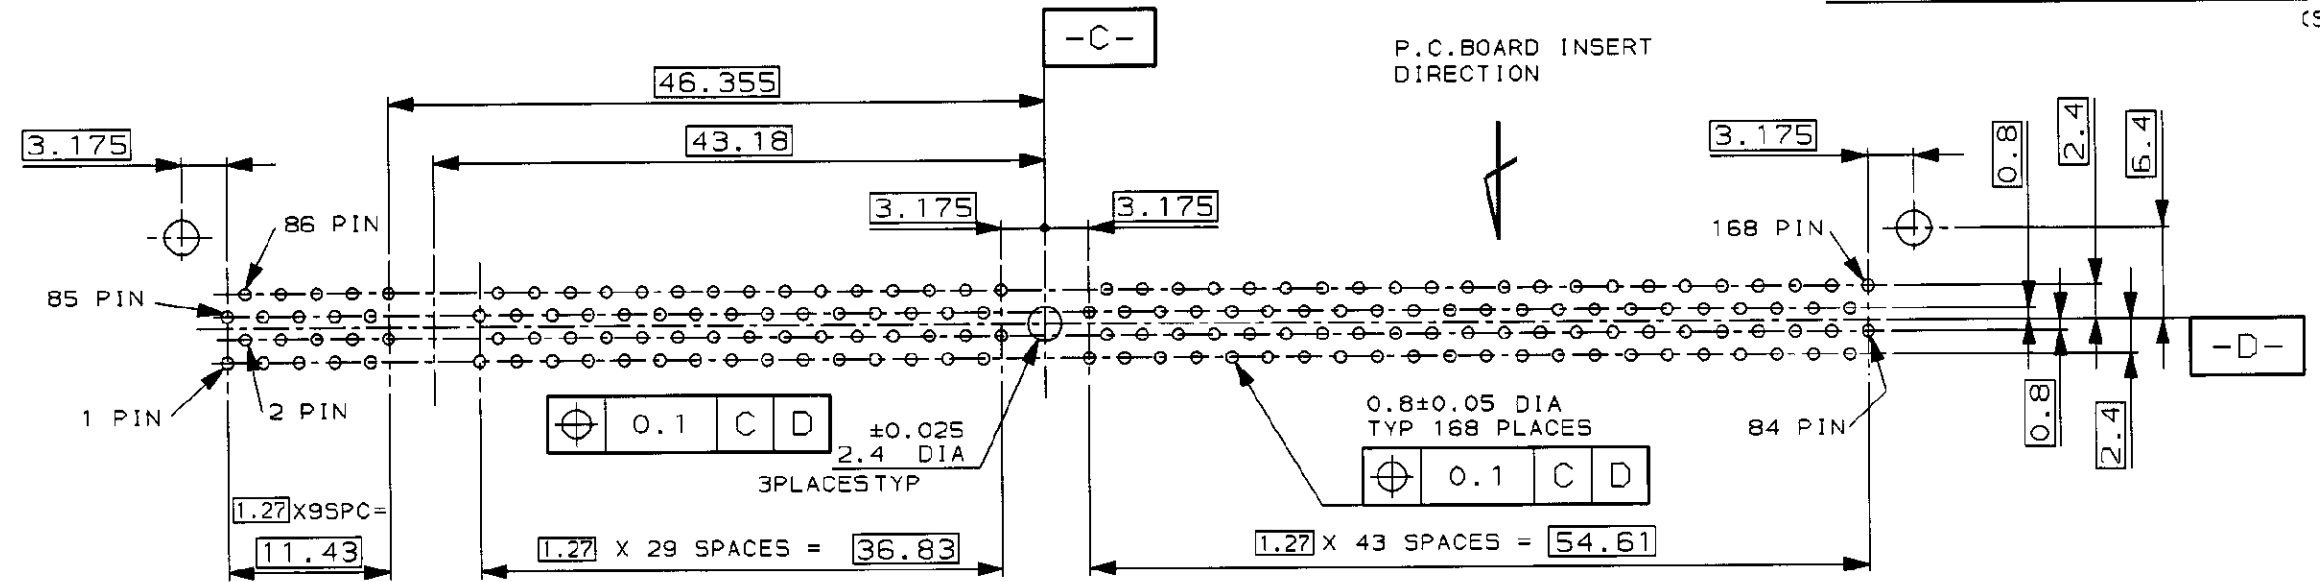 -C-
P.C.BOARD INSERT
DIRECTION
46.355
43.18
3.175
3.175
3.175
3.175
0.8
2.4
6.4
86 PIN
168 PIN
85 PIN
1 PIN
2 PIN
-D-
0.1 C D
±0.025
2.4 DIA
3PLACESTYP
0.8±0.05 DIA
TYP 168 PLACES
0.1 C D
84 PIN
0.8
2.4
1.27 X9SPC=
11.43
1.27 X 29 SPACES = 36.83
1.27 X 43 SPACES = 54.61